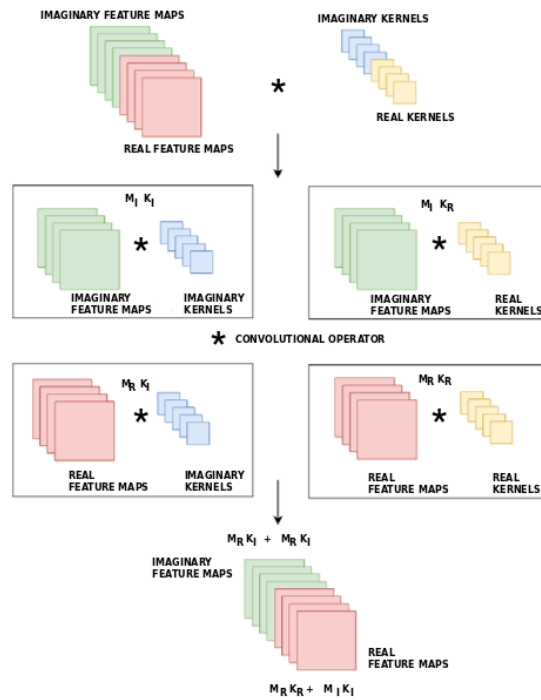 IMAGINARY FEATURE MAPS
IMAGINARY KERNELS
*
REAL KERNELS
REAL FEATURE MAPS
M_I K_I
M_I K_R
*
*
IMAGINARY
FEATURE MAPS
IMAGINARY
KERNELS
IMAGINARY
FEATURE MAPS
REAL
KERNELS
* CONVOLUTIONAL OPERATOR
M_R K_I
M_R K_R
*
*
REAL
FEATURE MAPS
IMAGINARY
KERNELS
REAL
FEATURE MAPS
REAL
KERNELS
M_R K_I + M_R K_I
IMAGINARY
FEATURE MAPS
REAL
FEATURE MAPS
M_R K_R + M_I K_I